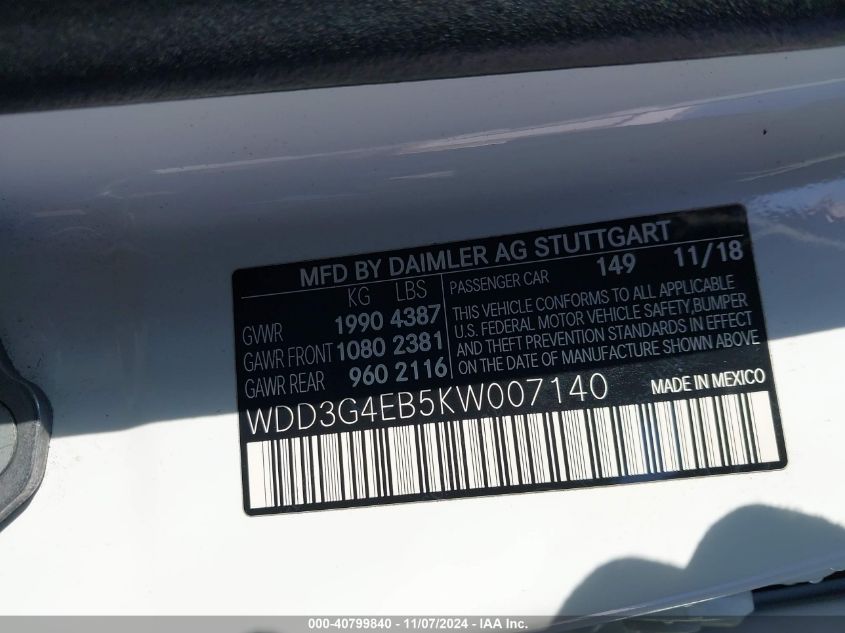 MFD BY DAIMLER AG STUTTGART
KG LBS
GVWR 1990 4387
GAWR FRONT 1080 2381
GAWR REAR 960 2116
PASSENGER CAR 149 11/18
THIS VEHICLE CONFORMS TO ALL APPLICABLE
U.S. FEDERAL MOTOR VEHICLE SAFETY,BUMPER
AND THEFT PREVENTION STANDARDS IN EFFECT
ON THE DATE OF MANUFACTURE SHOWN ABOVE
WDD3G4EB5KW007140 MADE IN MEXICO
000-40799840 - 11/07/2024 - IAA, Inc.